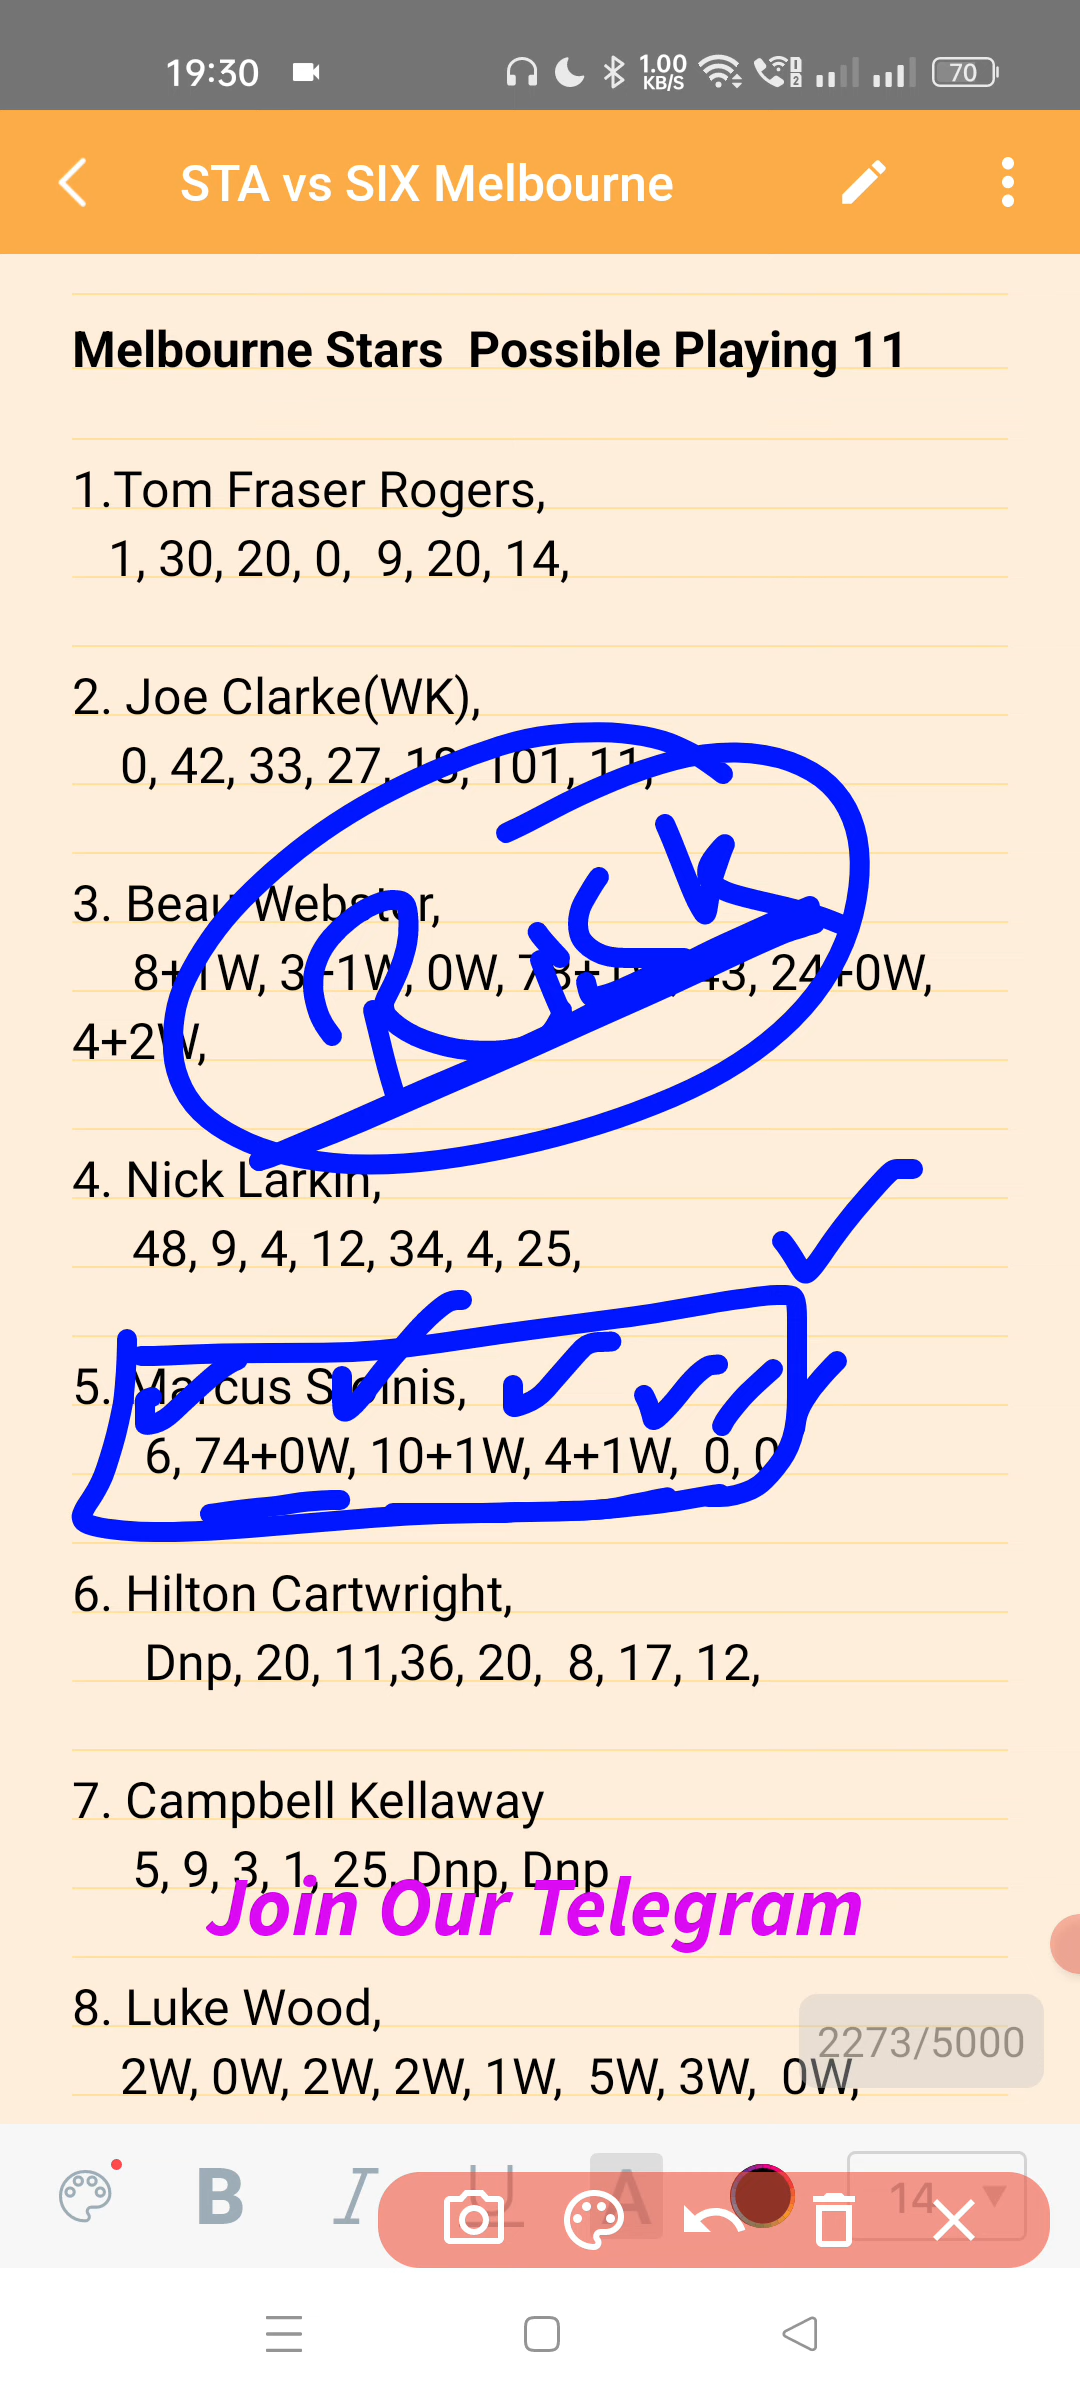 19:30 1.00 KB/S 1 2 70
STA vs SIX Melbourne
Melbourne Stars Possible Playing 11
1.Tom Fraser Rogers,
1, 30, 20, 0, 9, 20, 14,
2. Joe Clarke(WK),
0, 42, 33, 27, 18, 101, 11,
Risk
3. Beau Webster,
8+1W, 3+1W, 0W, 24+0W,
4+2W,
4. Nick Larkin,
48, 9, 4, 12, 34, 4, 25,
5. Marcus Stoinis,
6, 74+0W, 10+1W, 4+1W, 0, 0
6. Hilton Cartwright,
Dnp, 20, 11,36, 20, 8, 17, 12,
7. Campbell Kellaway
5, 9, 3, 1, 25, Dnp, Dnp
Join Our Telegram
8. Luke Wood,
2273/5000
2W, 0W, 2W, 2W, 1W, 5W, 3W, 0W,
B I U A 14